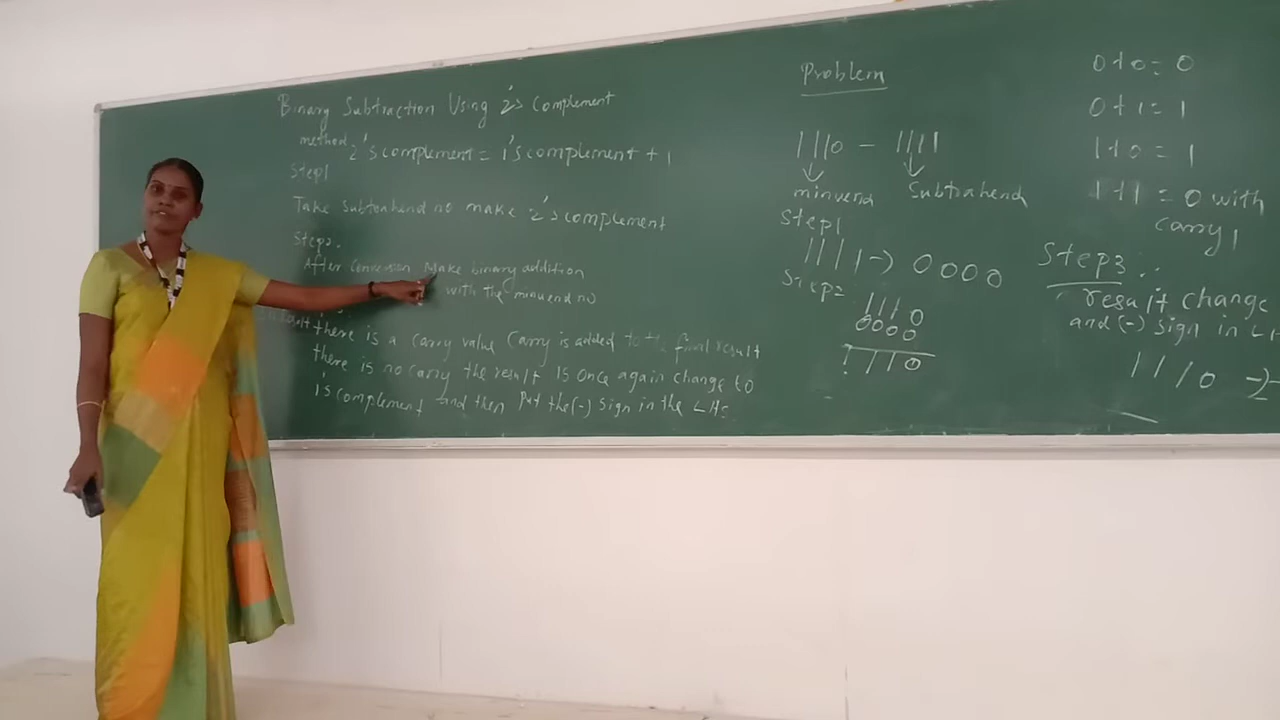 Binary Subtraction Using 2's complement
method 2's complement = 1's complement + 1
Step1
Take Subtrahend no make 2's complement
Step2.
After Conversion Make binary addition
with the minuend no
there is a carry value Carry is added to the final result
there is no carry the result is once again change to
1's complement and then Put the (-) Sign in the LHS
Problem
1110 - 1111
minuend Subtrahend
Step1
1111 1 -> 0000
Step2
1110
0000
1110
0+0=0
0+1=1
1+0=1
1+1=0 with
carry 1
Step3
result change
and (-) Sign in
1110 ->